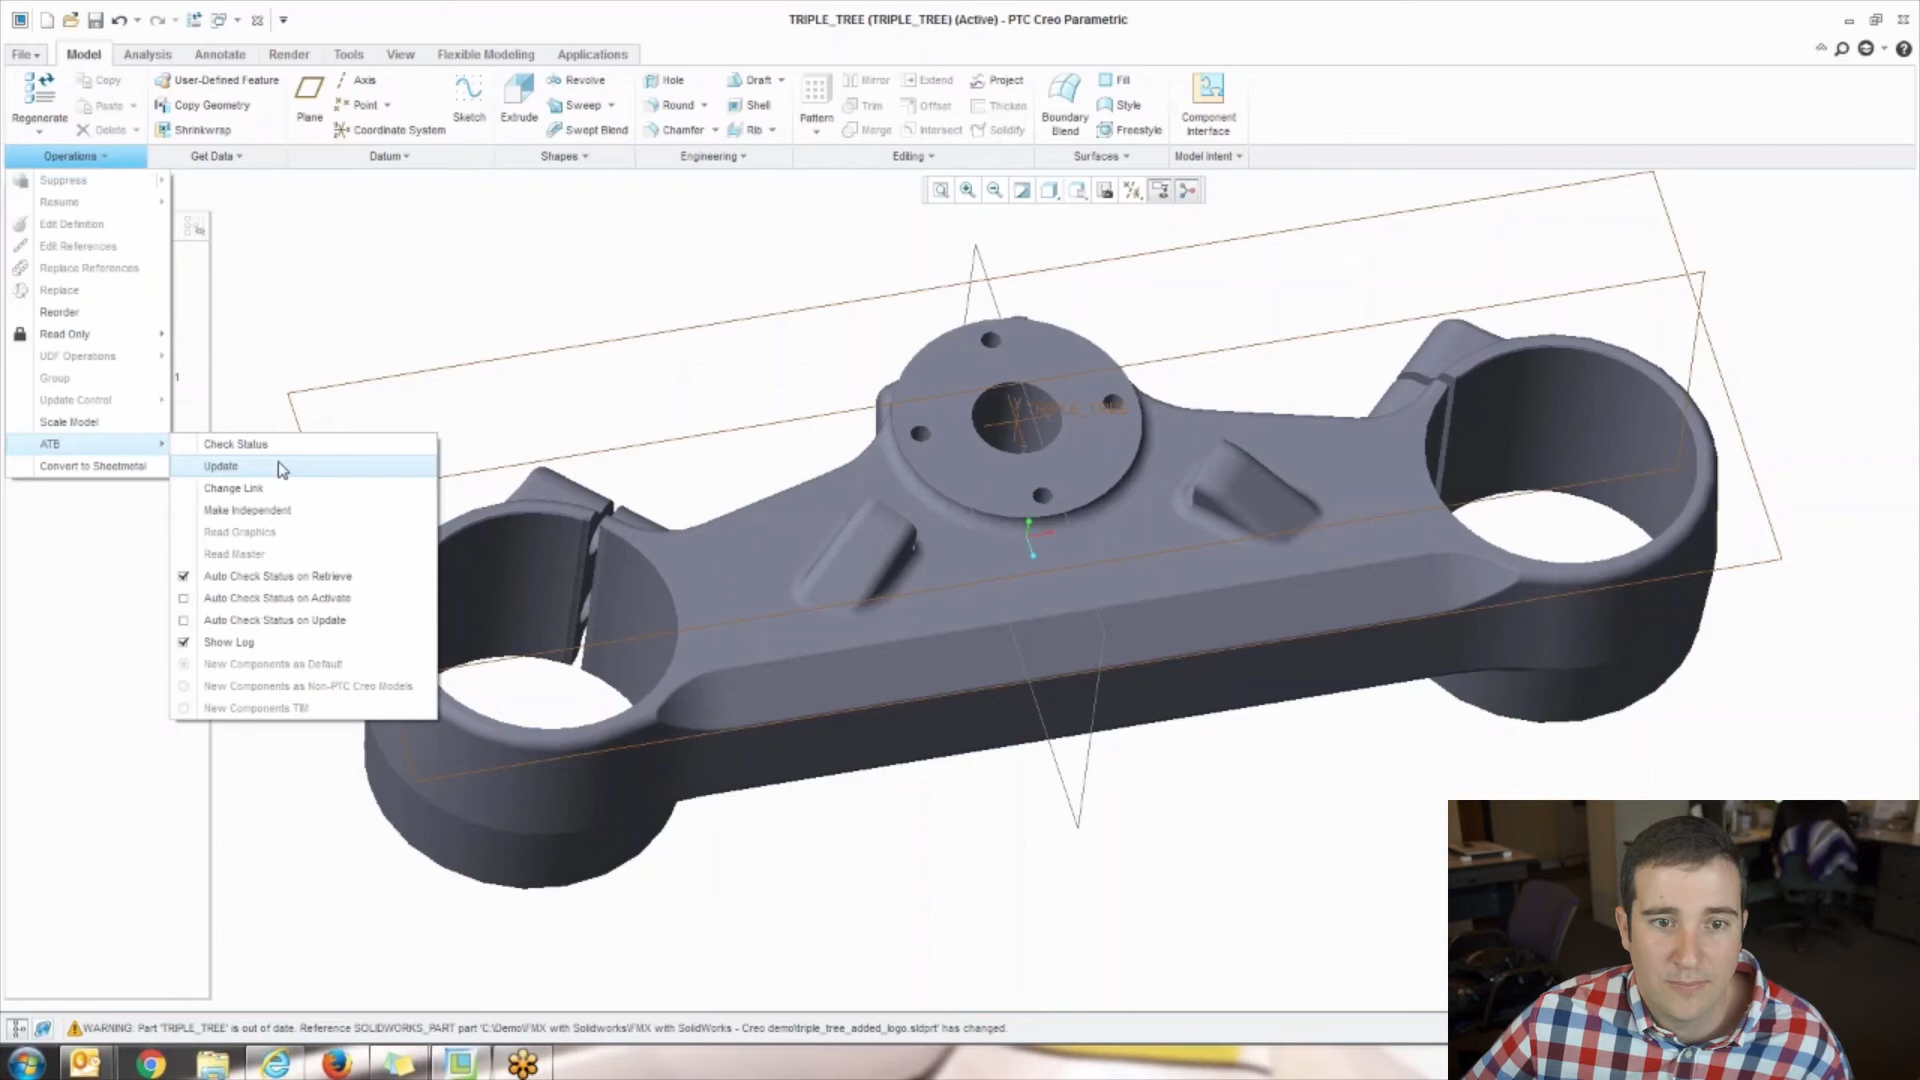 TRIPLE_TREE (TRIPLE_TREE) (Active) - PTC Creo Parametric
File Model Analysis Annotate Render Tools View Flexible Modeling Applications
Copy User-Defined Feature Axis Revolve Hole Draft Mirror Extend Project Fill
Paste Copy Geometry Point Sweep Round Shell Trim Offset Thicken Style
Regenerate Plane Sketch Extrude Pattern Boundary Blend Component Interface
Delete Shrinkwrap Coordinate System Swept Blend Chamfer Rib Merge Intersect Solidify Freestyle
Operations Get Data Datum Shapes Engineering Editing Surfaces Model Intent
Suppress
Resume
Edit Definition
Edit References
Replace References
Replace
Reorder
Read Only
UDF Operations
Group
1
Update Control
Scale Model
ATB
Convert to Sheetmetal
Check Status
Update
Change Link
Make Independent
Read Graphics
Read Master
Auto Check Status on Retrieve
Auto Check Status on Activate
Auto Check Status on Update
Show Log
New Components as Default
New Components as Non-PTC Creo Models
New Components TIM
TRIPLE_TREE
WARNING: Part 'TRIPLE_TREE' is out of date. Reference SOLIDWORKS_PART part 'C:\Demo\FMX with Solidworks\FMX with SolidWorks - Creo demo\triple_tree_added_logo.sldprt' has changed.